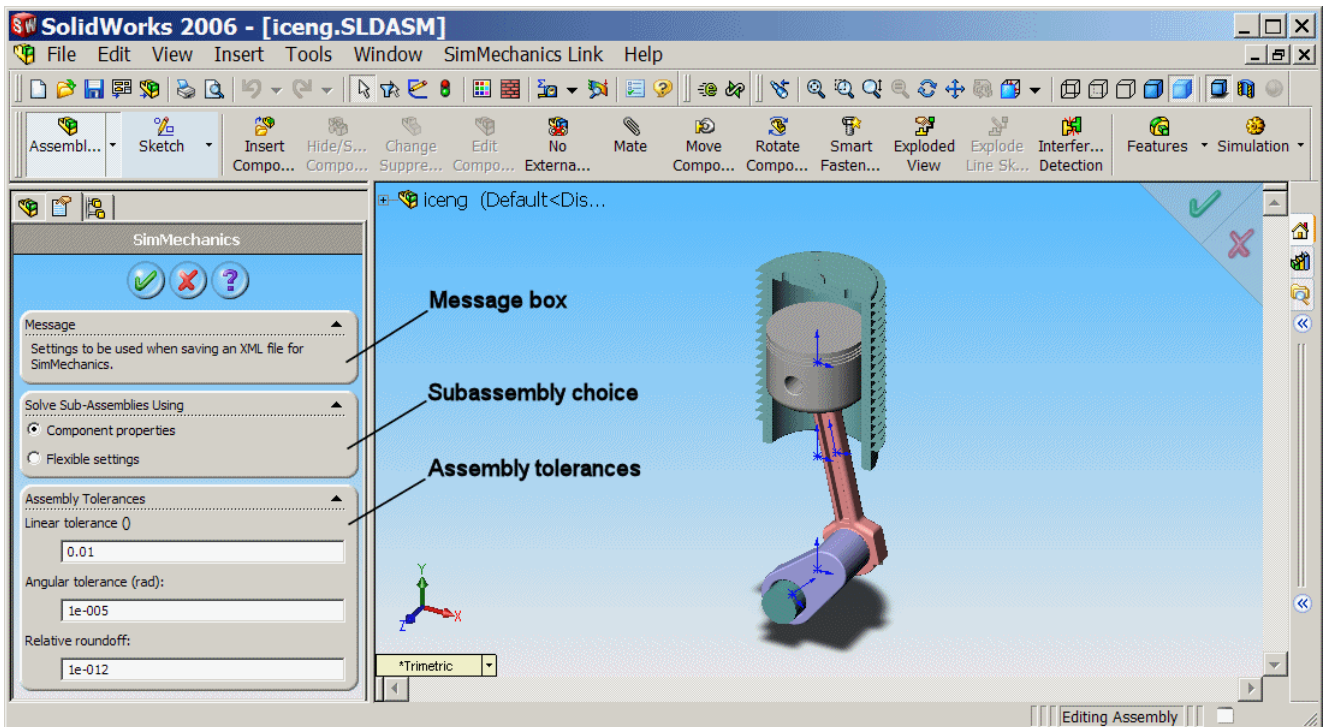 SolidWorks 2006 - [iceng.SLDASM]
File Edit View Insert Tools Window SimMechanics Link Help
Assembl... Sketch Insert Compo... Hide/S... Compo... Change Suppre... Edit Compo... No Externa... Mate Move Compo... Rotate Compo... Smart Fasten... Exploded View Explode Line Sk... Interfer... Detection Features Simulation
iceng (Default<Dis...
SimMechanics
Message box
Message
Settings to be used when saving an XML file for
SimMechanics.
Subassembly choice
Solve Sub-Assemblies Using
Component properties
Flexible settings
Assembly tolerances
Assembly Tolerances
Linear tolerance ()
0.01
Angular tolerance (rad):
1e-005
Relative roundoff:
1e-012
Y
X
Z
*Trimetric
Editing Assembly